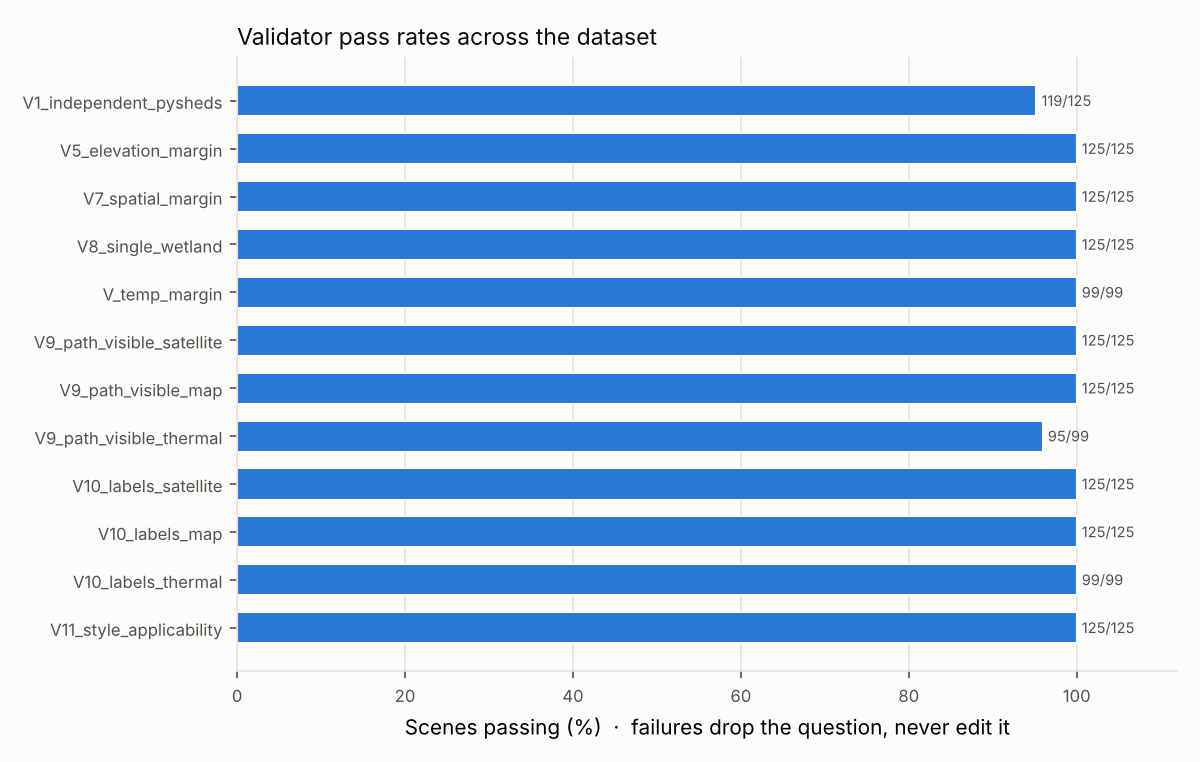 Validator pass rates across the dataset
V1_independent_pysheds 119/125
V5_elevation_margin 125/125
V7_spatial_margin 125/125
V8_single_wetland 125/125
V_temp_margin 99/99
V9_path_visible_satellite 125/125
V9_path_visible_map 125/125
V9_path_visible_thermal 95/99
V10_labels_satellite 125/125
V10_labels_map 125/125
V10_labels_thermal 99/99
V11_style_applicability 125/125
0 20 40 60 80 100
Scenes passing (%) · failures drop the question, never edit it